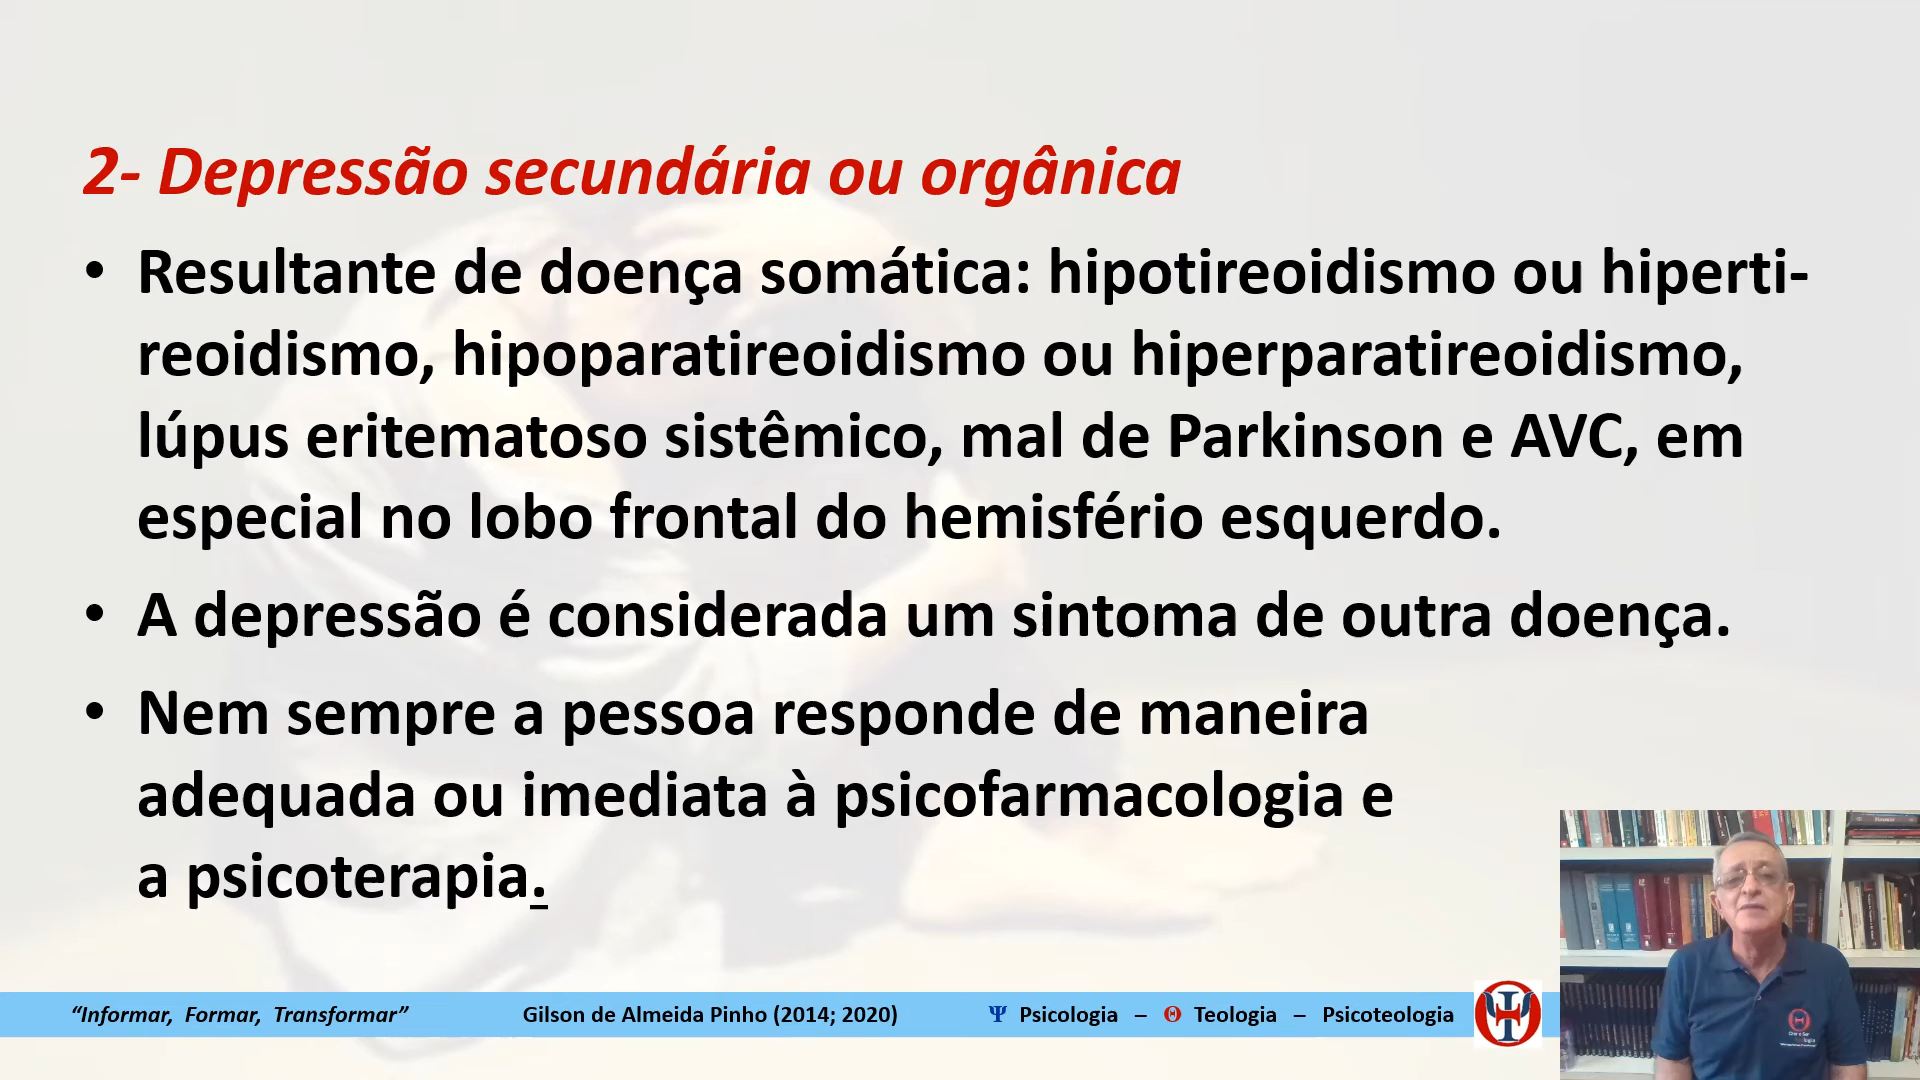 2- Depressão secundária ou orgânica
• Resultante de doença somática: hipotireoidismo ou hiperti-
reoidismo, hipoparatireoidismo ou hiperparatireoidismo,
lúpus eritematoso sistêmico, mal de Parkinson e AVC, em
especial no lobo frontal do hemisfério esquerdo.
• A depressão é considerada um sintoma de outra doença.
• Nem sempre a pessoa responde de maneira
adequada ou imediata à psicofarmacologia e
a psicoterapia.
“Informar, Formar, Transformar” Gilson de Almeida Pinho (2014; 2020) Ψ Psicologia – Θ Teologia – Psicoteologia